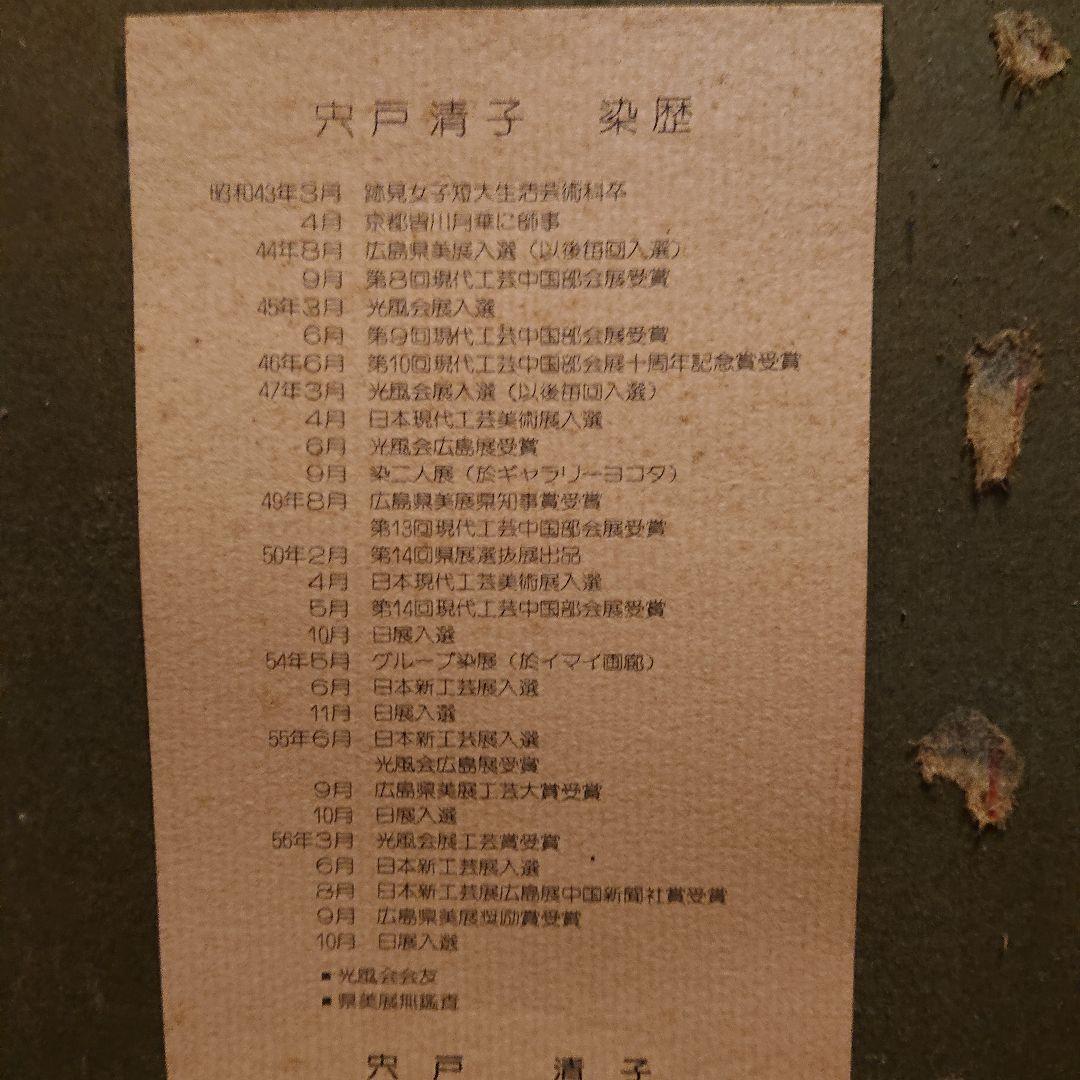 宍戸清子 染歴
昭和43年3月 跡見女子短大生活芸術科卒
4月 京都皆川月華に師事
44年8月 広島県美展入選（以後毎回入選）
9月 第8回現代工芸中国部会展受賞
45年3月 光風会展入選
6月 第9回現代工芸中国部会展受賞
46年6月 第10回現代工芸中国部会展十周年記念賞受賞
47年3月 光風会展入選（以後毎回入選）
4月 日本現代工芸美術展入選
6月 光風会広島展受賞
9月 染二人展（於ギャラリーヨコタ）
49年8月 広島県美展県知事賞受賞
第13回現代工芸中国部会展受賞
50年2月 第14回県展選抜展出品
4月 日本現代工芸美術展入選
5月 第14回現代工芸中国部会展受賞
10月 日展入選
54年5月 グループ染展（於イマイ画廊）
6月 日本新工芸展入選
11月 日展入選
55年6月 日本新工芸展入選
光風会広島展受賞
9月 広島県美展工芸大賞受賞
10月 日展入選
56年3月 光風会展工芸賞受賞
6月 日本新工芸展入選
8月 日本新工芸展広島展中国新聞社賞受賞
9月 広島県美展奨励賞受賞
10月 日展入選
■光風会会友
■県美展無鑑査
宍戸 清子